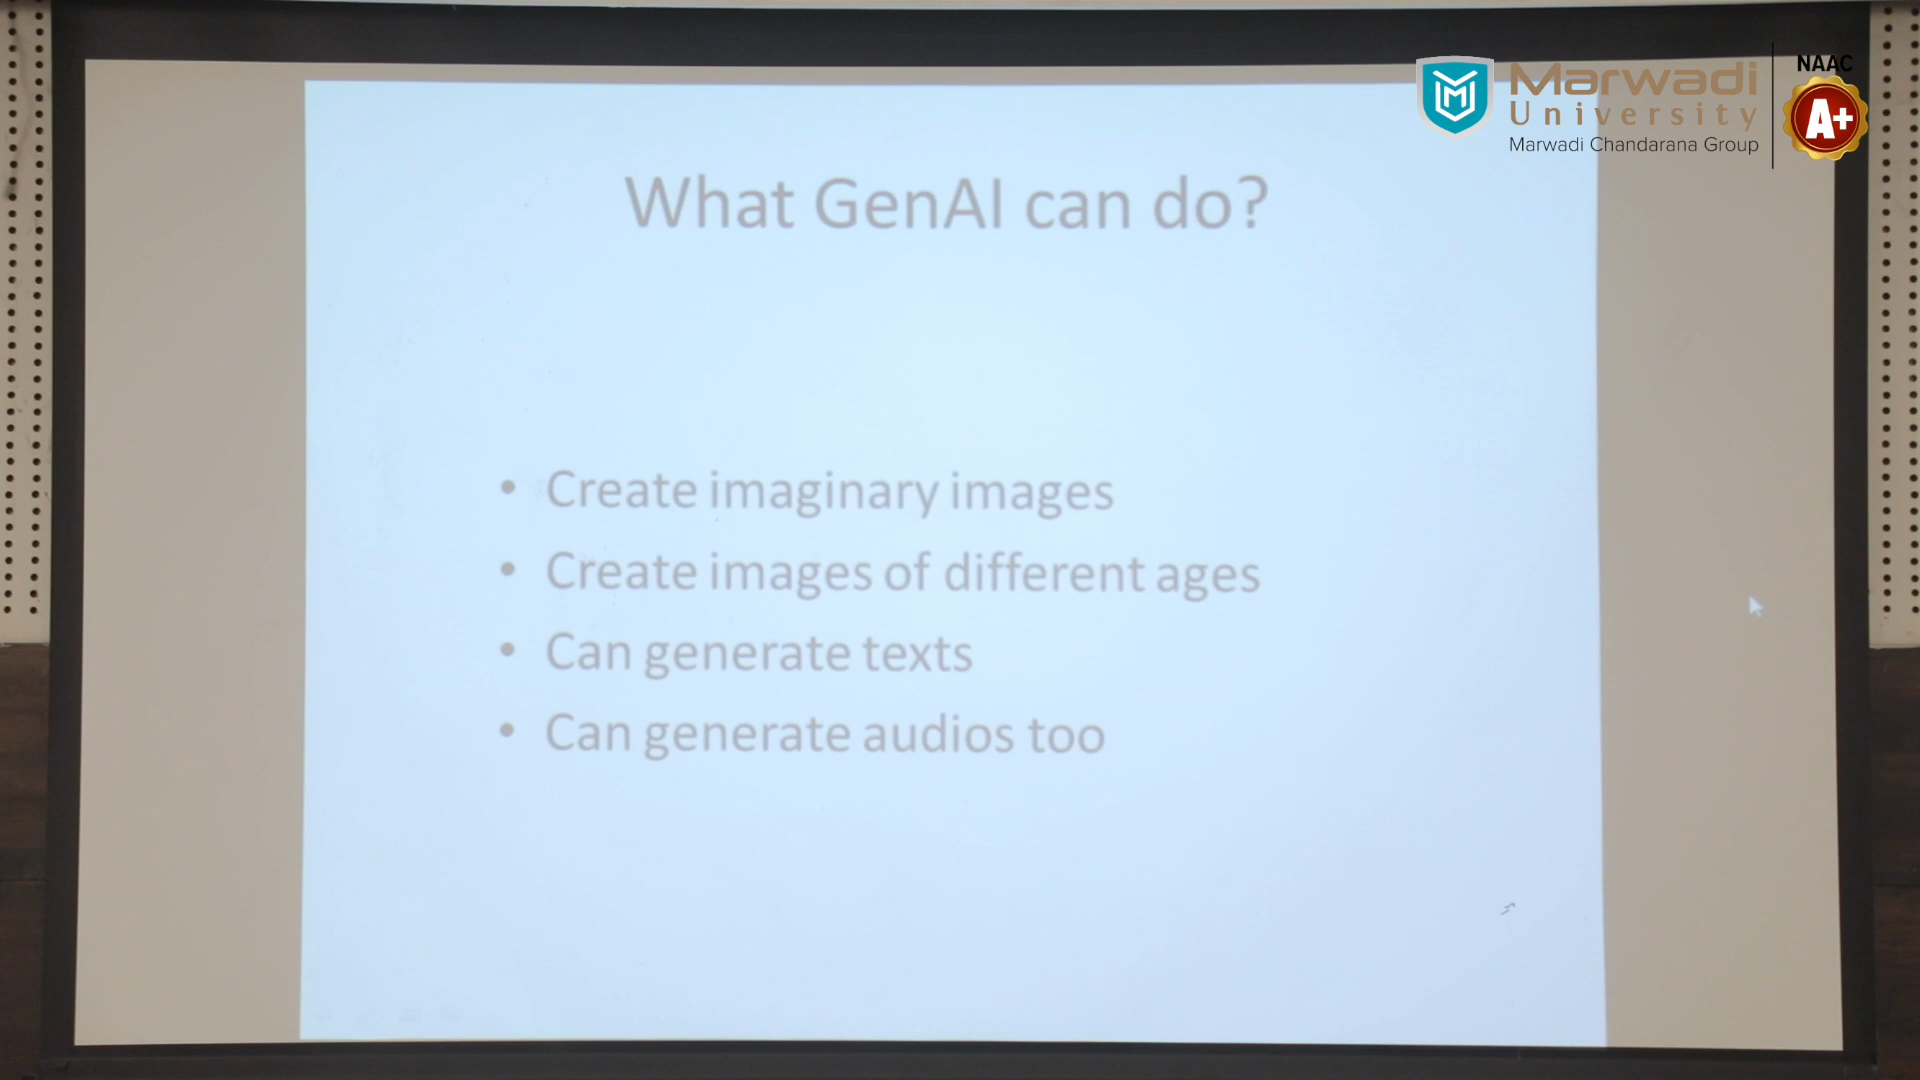 Marwadi
University
Marwadi Chandarana Group
NAAC
A+
What GenAI can do?
• Create imaginary images
• Create images of different ages
• Can generate texts
• Can generate audios too